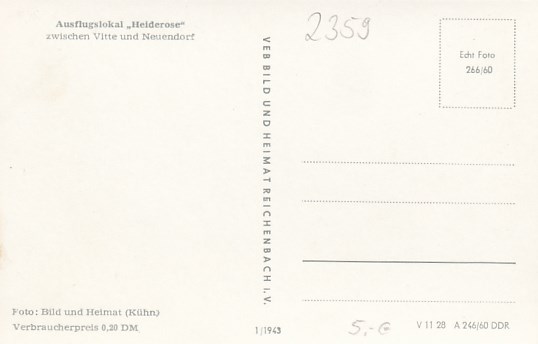 Ausflugslokal „Heiderose“
zwischen Vitte und Neuendorf
2359
Echt Foto
266/60
VEB BILD UND HEIMAT REICHENBACH I.V.
Foto: Bild und Heimat (Kühn)
Verbraucherpreis 0,20 DM
1/1943
5,-€
V 11 28 A 246/60 DDR